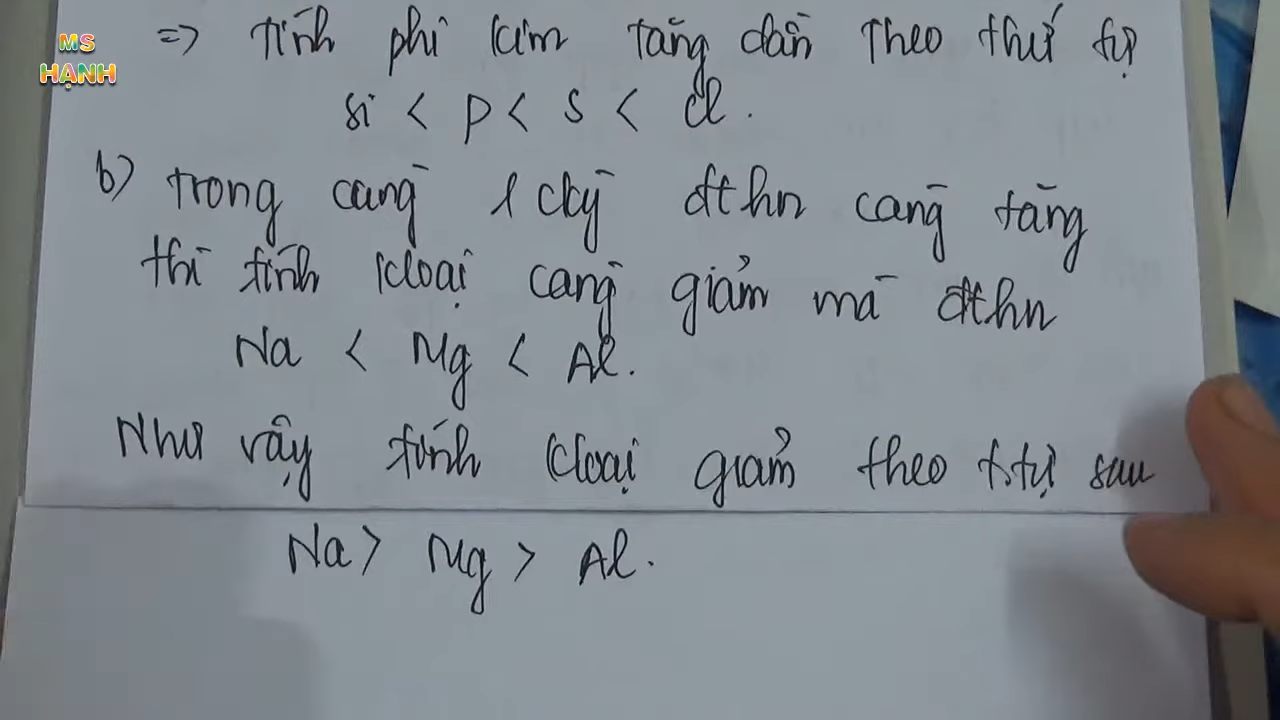 MS
HẠNH
=> tính phi kim tăng dần theo thứ tự
Si < P < S < Cl.
b) trong cùng 1 ckỳ đthn càng tăng
thì tính kloại càng giảm mà đthn
Na < Mg < Al.
Như vậy tính kloại giảm theo t.tự sau
Na > Mg > Al.